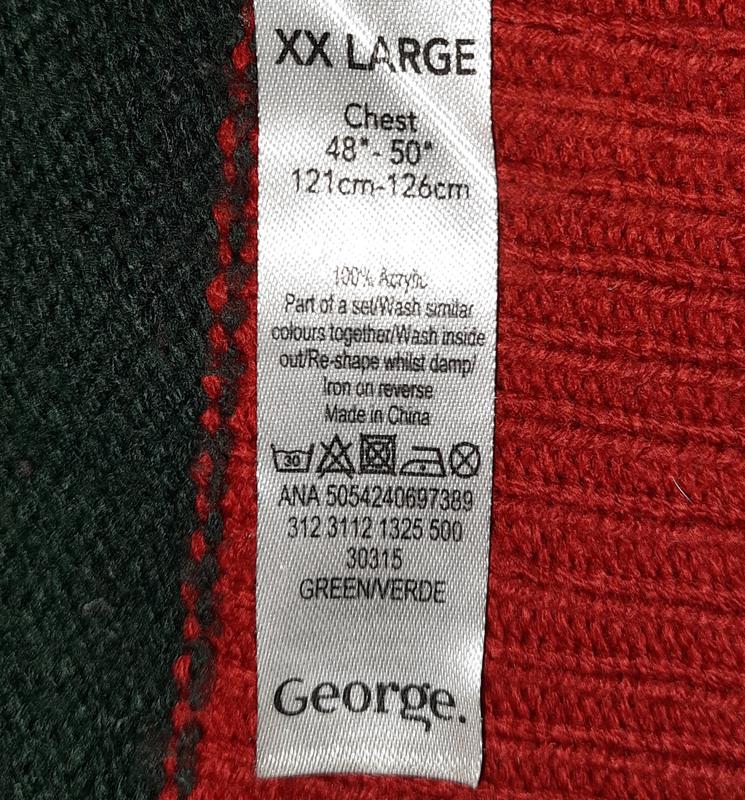 XX LARGE
Chest
48"- 50"
121cm-126cm
100% Acrylic
Part of a set/Wash similar
colours together/Wash inside
out/Re-shape whilst damp/
Iron on reverse
Made in China
30
ANA 5054240697389
312 3112 1325 500
30315
GREEN/VERDE
George.